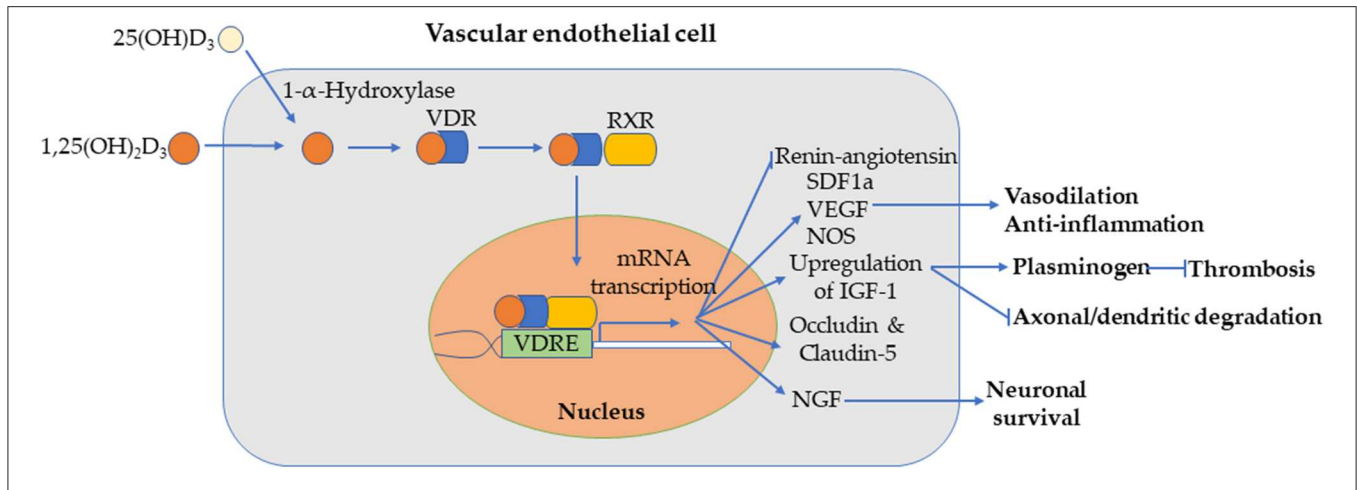 25(OH)D₃
Vascular endothelial cell
1-α-Hydroxylase
1,25(OH)₂D₃
VDR
RXR
Renin-angiotensin
SDF1a
VEGF
NOS
Vasodilation
Anti-inflammation
mRNA
transcription
Upregulation
of IGF-1
Plasminogen
Thrombosis
Axonal/dendritic degradation
VDRE
Occludin &
Claudin-5
Nucleus
NGF
Neuronal
survival